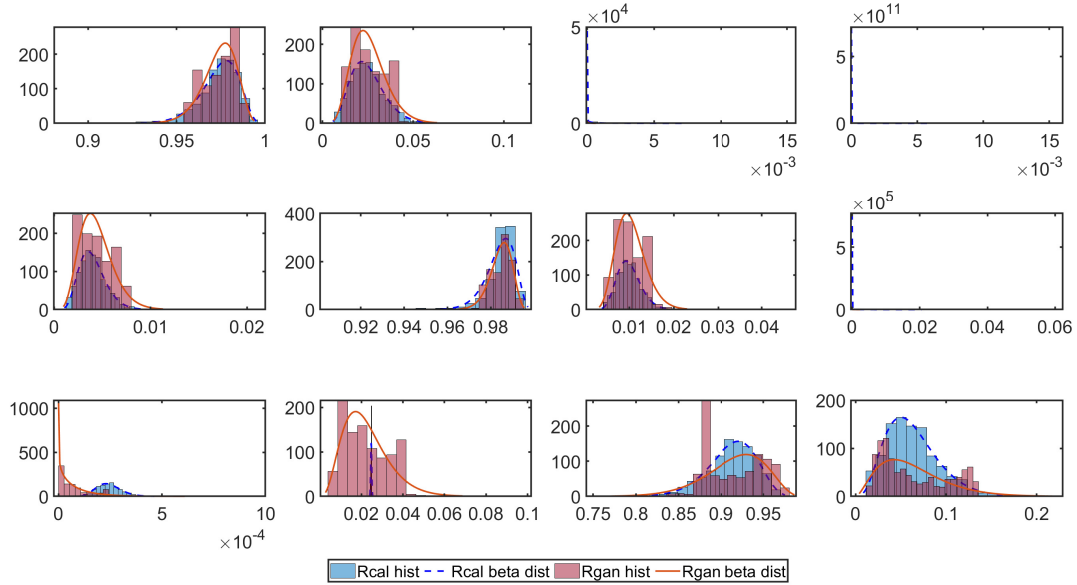 ×10⁴ ×10¹¹
200 100 0 0.9 0.95 1
200 100 0 0 0.05 0.1
5 0 0 5 10 15 ×10⁻³
5 0 0 5 10 15 ×10⁻³
×10⁵
200 100 0 0 0.01 0.02
400 200 0 0.92 0.94 0.96 0.98
200 100 0 0.01 0.02 0.03 0.04
5 0 0 0.02 0.04 0.06
1000 500 0 0 5 10 ×10⁻⁴
200 100 0 0.02 0.04 0.06 0.08 0.1
200 100 0 0.75 0.8 0.85 0.9 0.95
200 100 0 0 0.1 0.2
Rcal hist Rcal beta dist Rgan hist Rgan beta dist